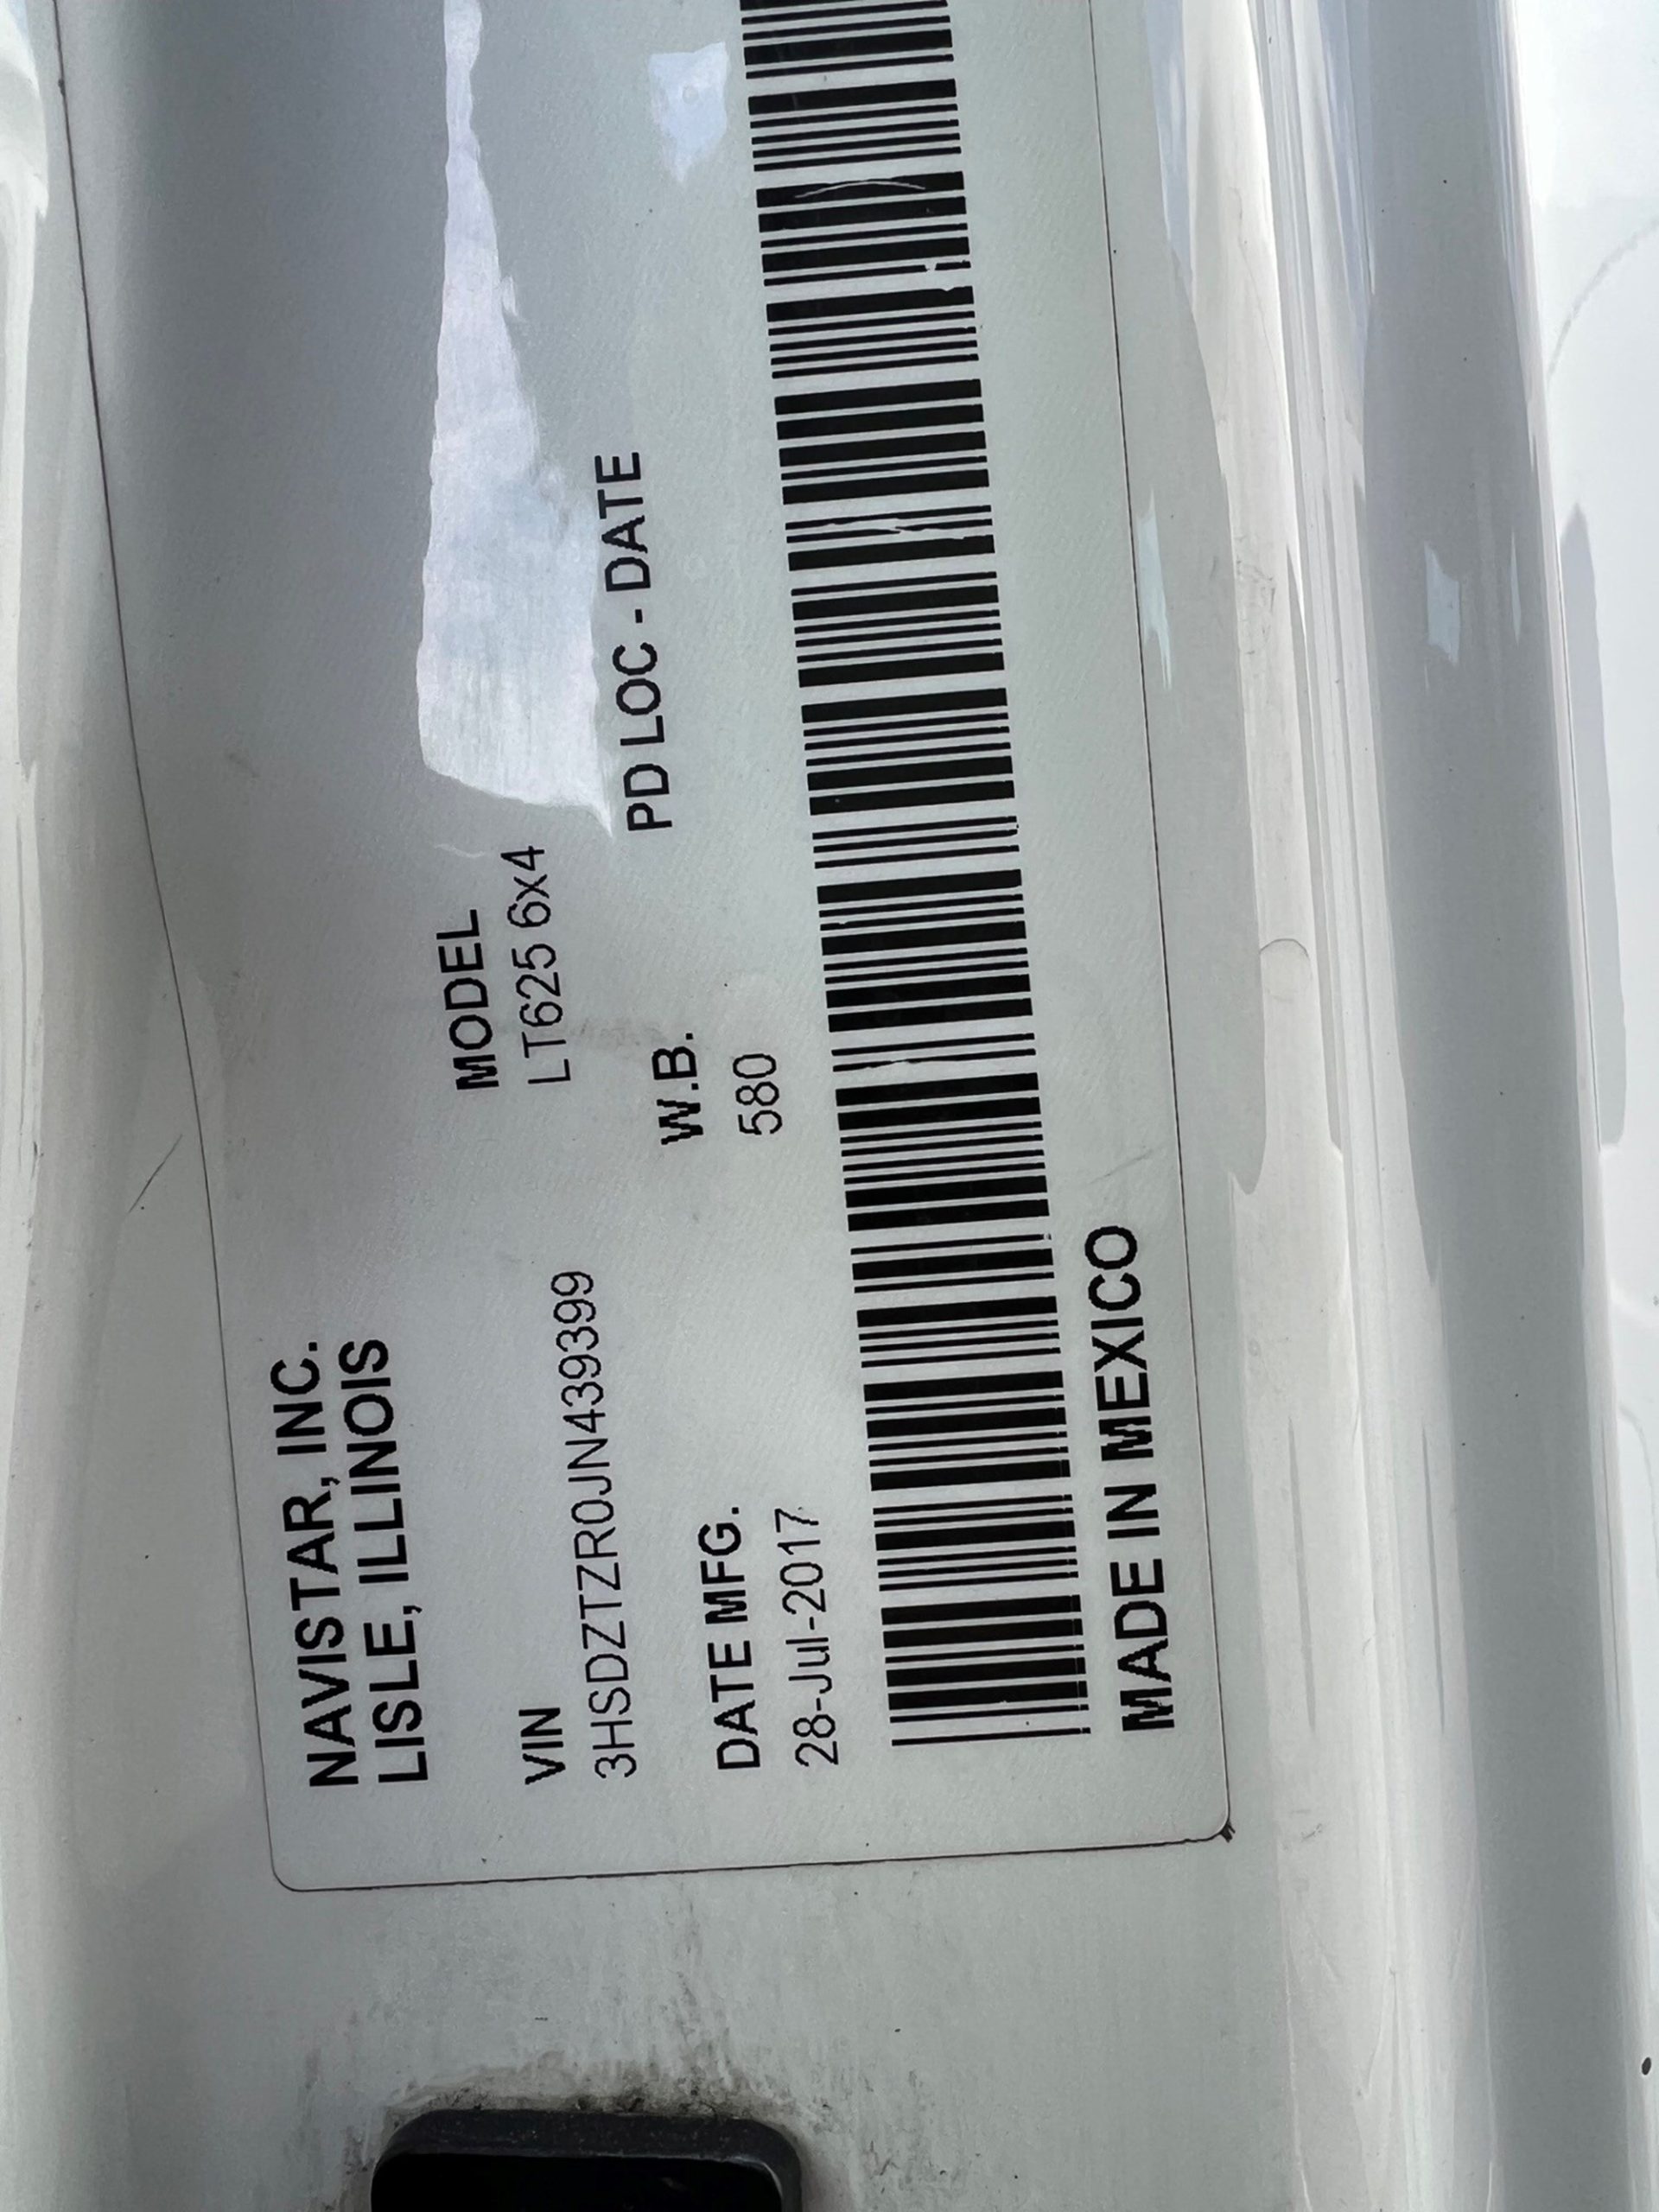 NAVISTAR, INC.
LISLE, ILLINOIS
VIN
3HSDZTZR0JN439399
MODEL
LT625 6x4
DATE MFG.
28-Jul-2017
W.B.
580
PD LOC - DATE
MADE IN MEXICO